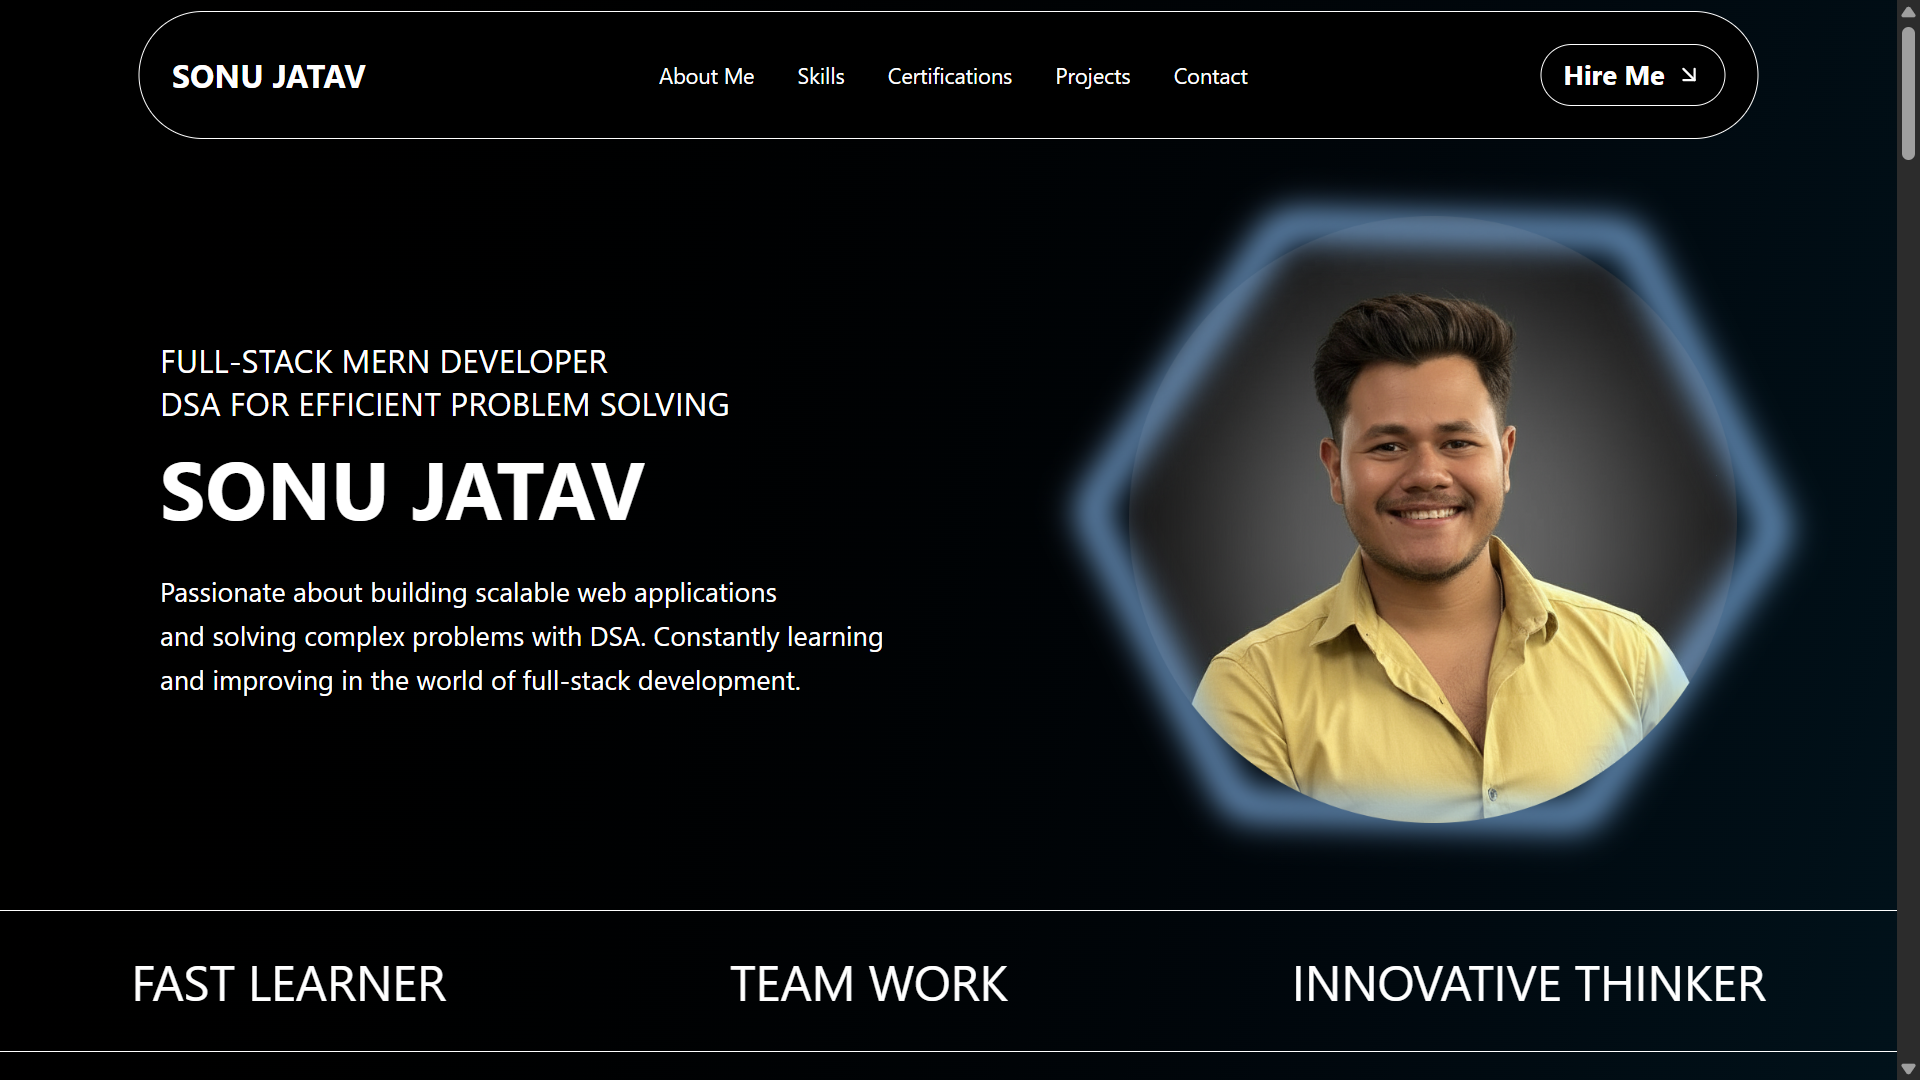 SONU JATAV
About Me
Skills
Certifications
Projects
Contact
Hire Me
FULL-STACK MERN DEVELOPER
DSA FOR EFFICIENT PROBLEM SOLVING
SONU JATAV
Passionate about building scalable web applications
and solving complex problems with DSA. Constantly learning
and improving in the world of full-stack development.
FAST LEARNER
TEAM WORK
INNOVATIVE THINKER